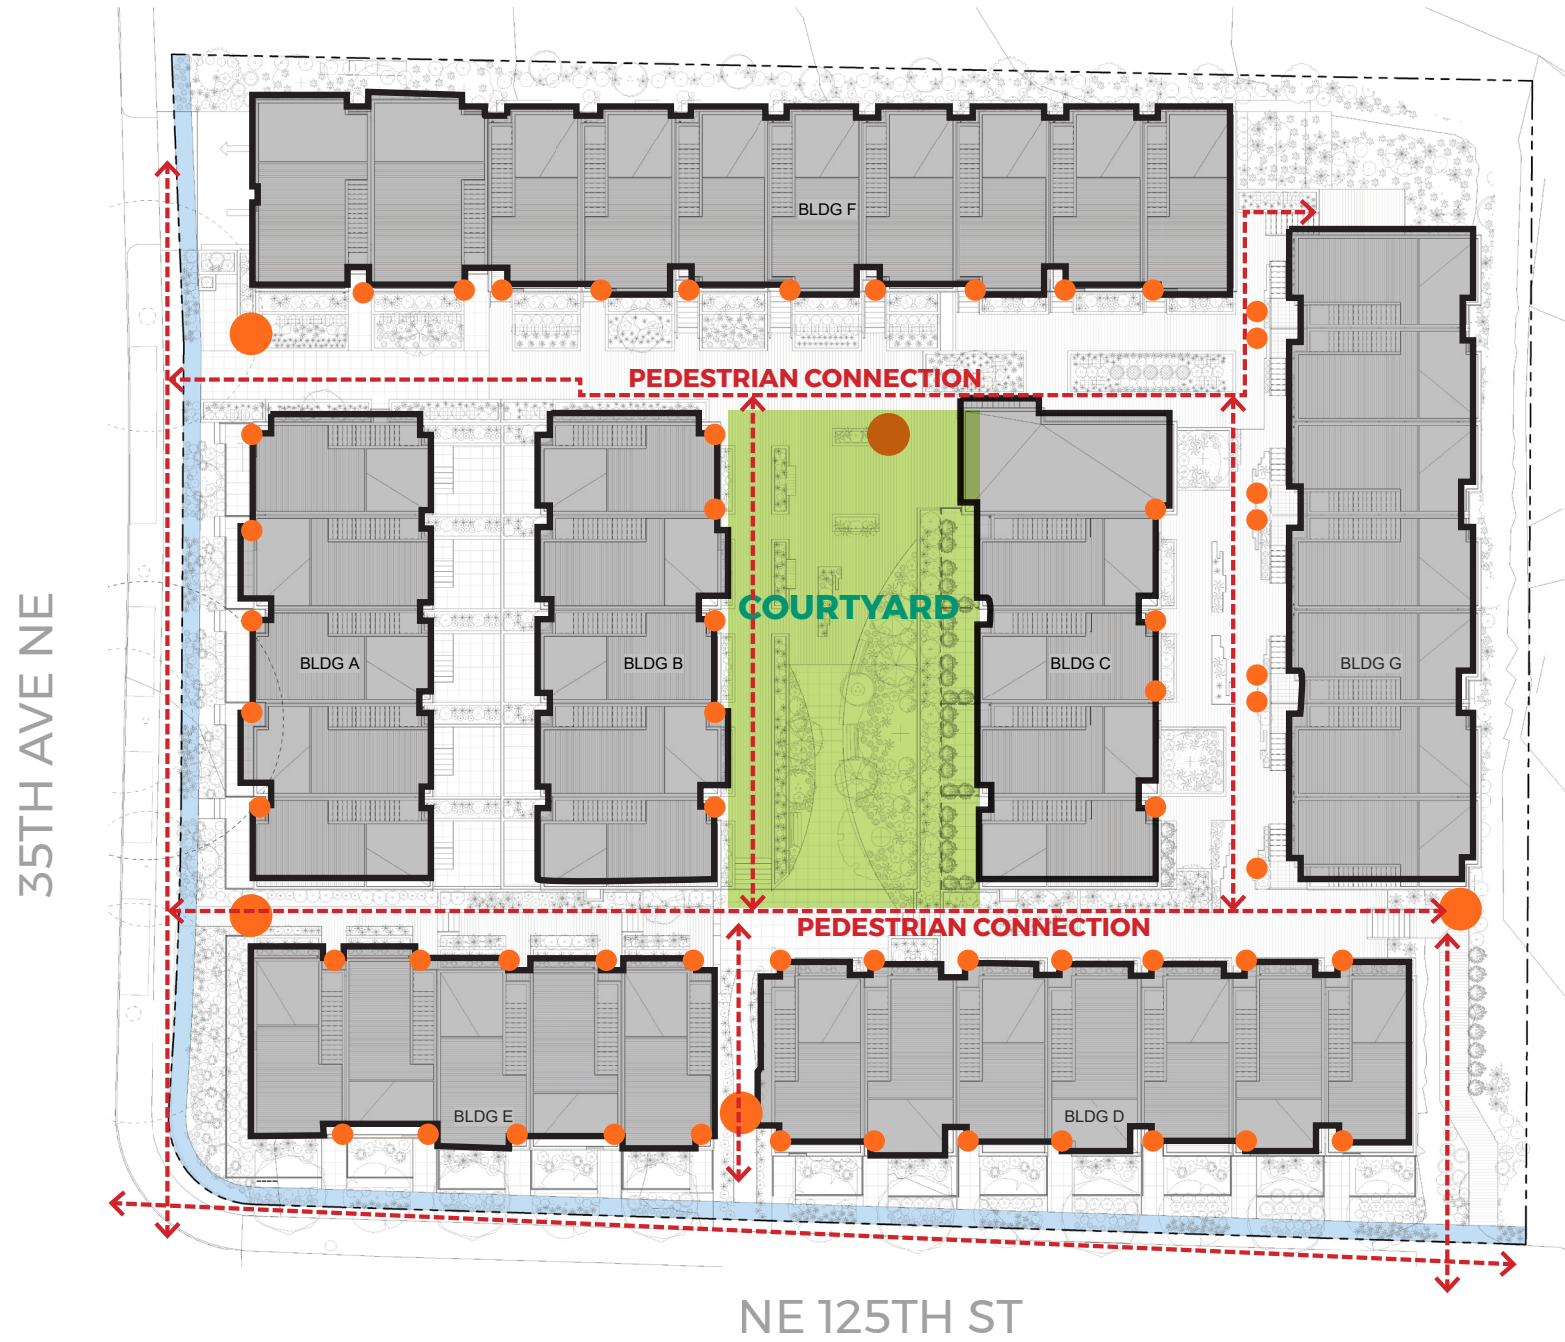 BLDG F
PEDESTRIAN CONNECTION
COURTYARD
BLDG A
BLDG B
BLDG C
BLDG G
35TH AVE NE
PEDESTRIAN CONNECTION
BLDG E
BLDG D
NE 125TH ST